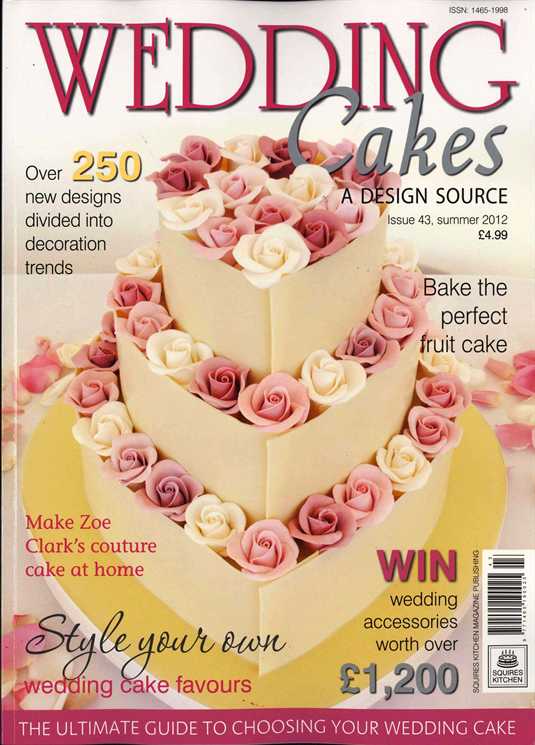 ISSN: 1465-1998
WEDDING
Cakes
A DESIGN SOURCE
Issue 43, summer 2012
£4.99
Over 250
new designs
divided into
decoration
trends
Bake the
perfect
fruit cake
Make Zoe
Clark's couture
cake at home
WIN
wedding
accessories
worth over
£1,200
Style your own
wedding cake favours
SQUIRES KITCHEN MAGAZINE PUBLISHING
SQUIRES
KITCHEN
THE ULTIMATE GUIDE TO CHOOSING YOUR WEDDING CAKE